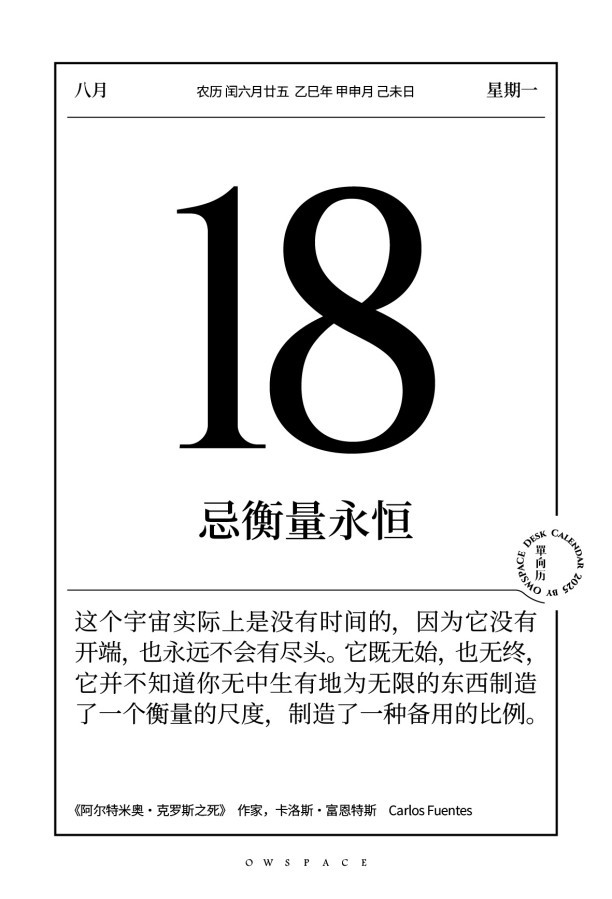 八月
农历 闰六月廿五 乙巳年 甲申月 己未日
星期一
18
忌衡量永恒
DESK CALENDAR 2025 BY OWSPACE
單向历
这个宇宙实际上是没有时间的，因为它没有
开端，也永远不会有尽头。它既无始，也无终，
它并不知道你无中生有地为无限的东西制造
了一个衡量的尺度，制造了一种备用的比例。
《阿尔特米奥·克罗斯之死》 作家，卡洛斯·富恩特斯 Carlos Fuentes
OWSPACE